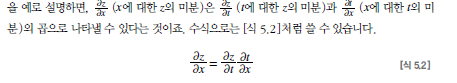 을 예로 설명하면, ∂z/∂x (x에 대한 z의 미분)은 ∂z/∂t (t에 대한 z의 미분)과 ∂t/∂x (x에 대한 t의 미
분)의 곱으로 나타낼 수 있다는 것이죠. 수식으로는 [식 5.2]처럼 쓸 수 있습니다.
∂z/∂x = ∂z/∂t ∂t/∂x [식 5.2]